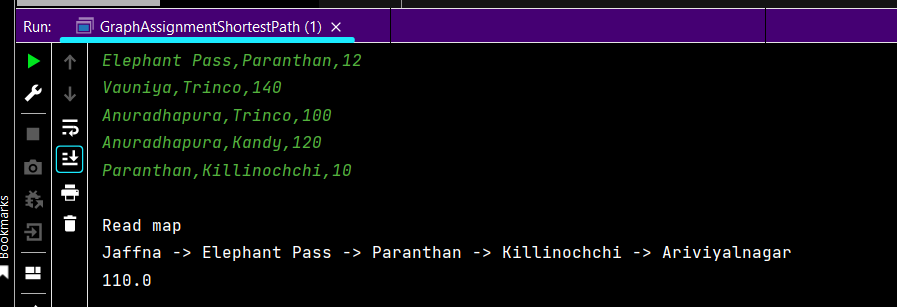 Run: GraphAssignmentShortestPath (1)
Elephant Pass,Paranthan,12
Vauniya,Trinco,140
Anuradhapura,Trinco,100
Anuradhapura,Kandy,120
Paranthan,Killinochchi,10
Read map
Jaffna -> Elephant Pass -> Paranthan -> Killinochchi -> Ariviyalnagar
110.0
Bookmarks